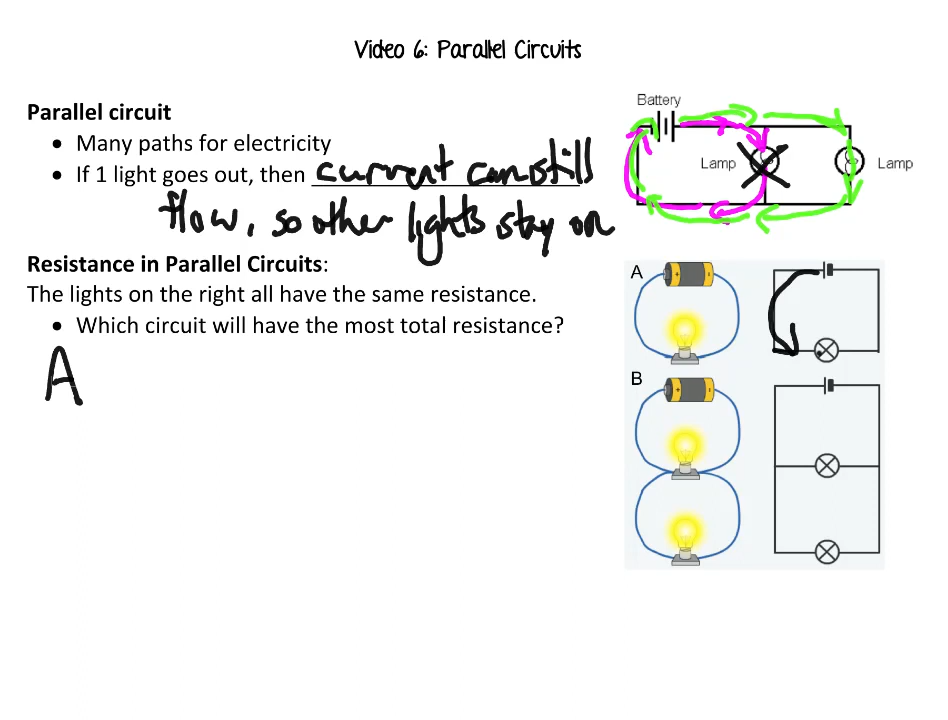 Video 6: Parallel Circuits
Parallel circuit
• Many paths for electricity
• If 1 light goes out, then current can still
flow, so other lights stay on
Resistance in Parallel Circuits:
The lights on the right all have the same resistance.
• Which circuit will have the most total resistance?
A
Battery
Lamp
Lamp
A
B